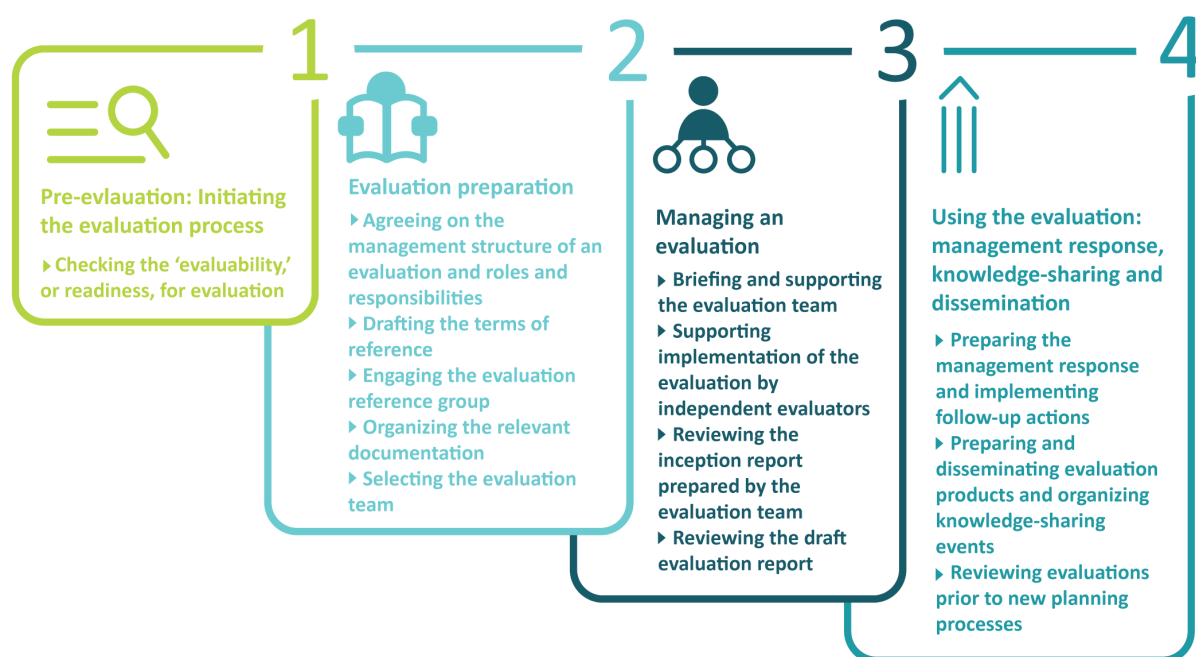 1
Pre-evlauation: Initiating
the evaluation process
▸ Checking the ‘evaluability,’
or readiness, for evaluation
2
Evaluation preparation
▸ Agreeing on the
management structure of an
evaluation and roles and
responsibilities
▸ Drafting the terms of
reference
▸ Engaging the evaluation
reference group
▸ Organizing the relevant
documentation
▸ Selecting the evaluation
team
3
Managing an
evaluation
▸ Briefing and supporting
the evaluation team
▸ Supporting
implementation of the
evaluation by
independent evaluators
▸ Reviewing the
inception report
prepared by the
evaluation team
▸ Reviewing the draft
evaluation report
4
Using the evaluation:
management response,
knowledge-sharing and
dissemination
▸ Preparing the
management response
and implementing
follow-up actions
▸ Preparing and
disseminating evaluation
products and organizing
knowledge-sharing
events
▸ Reviewing evaluations
prior to new planning
processes